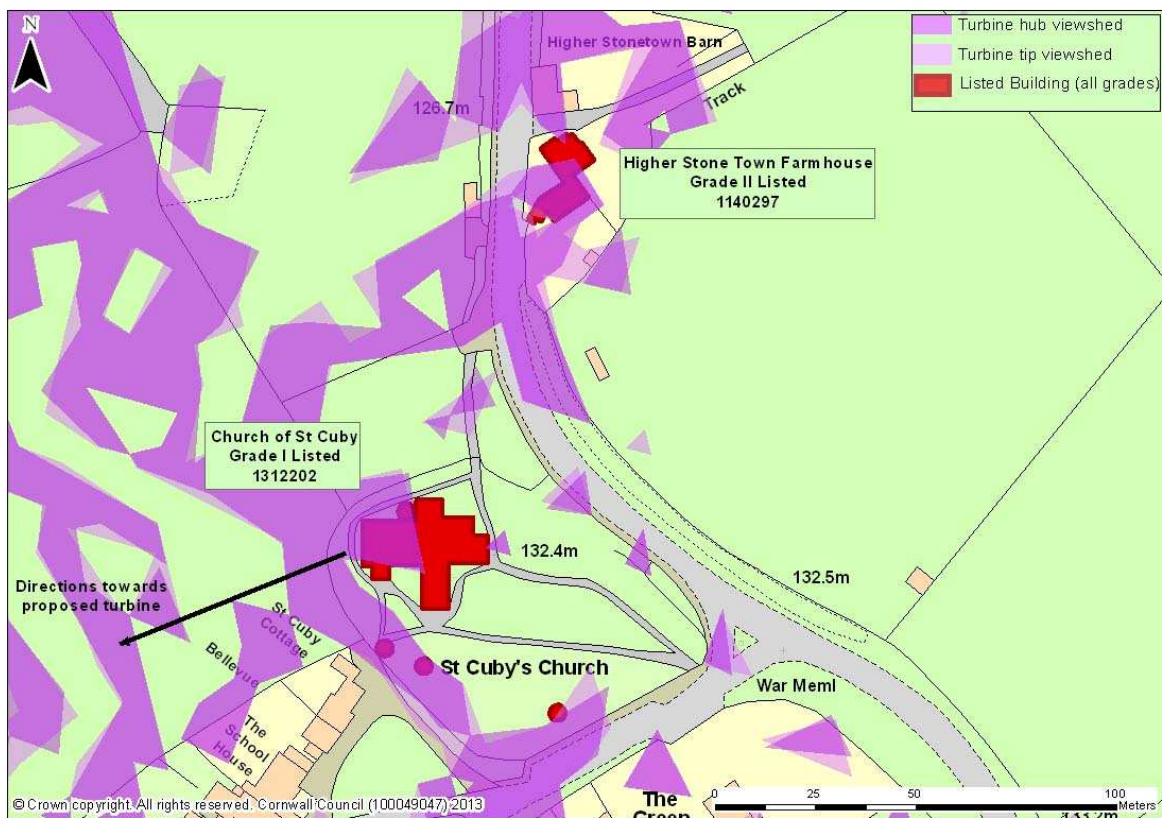 N
Turbine hub viewshed
Turbine tip viewshed
Listed Building (all grades)
Higher Stonetown Barn
Track
126.7m
Higher Stone Town Farmhouse
Grade II Listed
1140297
Church of St Cuby
Grade I Listed
1312202
132.4m
132.5m
Directions towards
proposed turbine
St Cuby
Cottage
Bellevue
St Cuby's Church
War Meml
The
School
House
The
Green
0 25 50 100
Meters
133.2m
© Crown copyright. All rights reserved. Cornwall Council (100049047) 2013